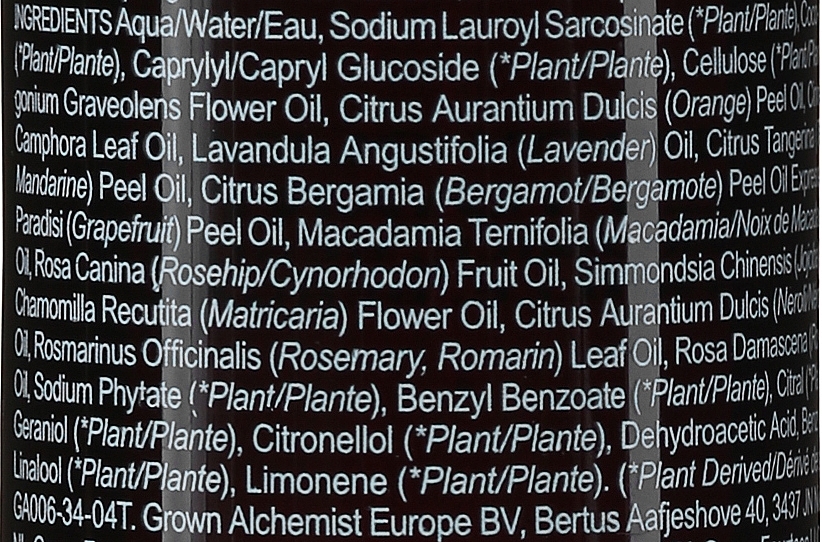 INGREDIENTS Aqua/Water/Eau, Sodium Lauroyl Sarcosinate (*Plant/Plante),
(*Plant/Plante), Caprylyl/Capryl Glucoside (*Plant/Plante), Cellulose
gonium Graveolens Flower Oil, Citrus Aurantium Dulcis (Orange) Peel Oil,
Camphora Leaf Oil, Lavandula Angustifolia (Lavender) Oil, Citrus
Mandarine) Peel Oil, Citrus Bergamia (Bergamot/Bergamote) Peel Oil
Paradisi (Grapefruit) Peel Oil, Macadamia Ternifolia (Macadamia/Noix de
Oil, Rosa Canina (Rosehip/Cynorhodon) Fruit Oil, Simmondsia Chinensis
Chamomilla Recutita (Matricaria) Flower Oil, Citrus Aurantium Dulcis
Oil, Rosmarinus Officinalis (Rosemary, Romarin) Leaf Oil, Rosa Damascena
Oil, Sodium Phytate (*Plant/Plante), Benzyl Benzoate (*Plant/Plante), Citral
Geraniol (*Plant/Plante), Citronellol (*Plant/Plante), Dehydroacetic Acid,
Linalool (*Plant/Plante), Limonene (*Plant/Plante). (*Plant Derived/Dérivé
GA006-34-04T. Grown Alchemist Europe BV, Bertus Aafjeshove 40, 3437 JN